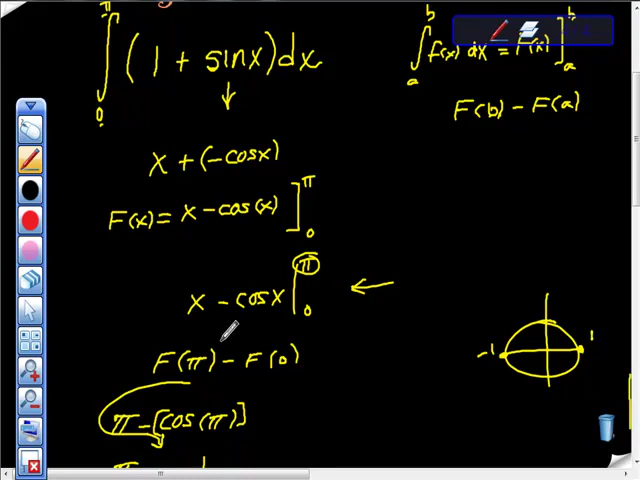 ∫₀^π (1 + sinx)dx
∫ₐᵇ f(x) dx = F(x)]ₐᵇ
F(b) - F(a)
x + (-cosx)
F(x) = x - cos(x) ]₀^π
x - cosx |₀^π
F(π) - F(0)
-1 1
π - [cos(π)]
π